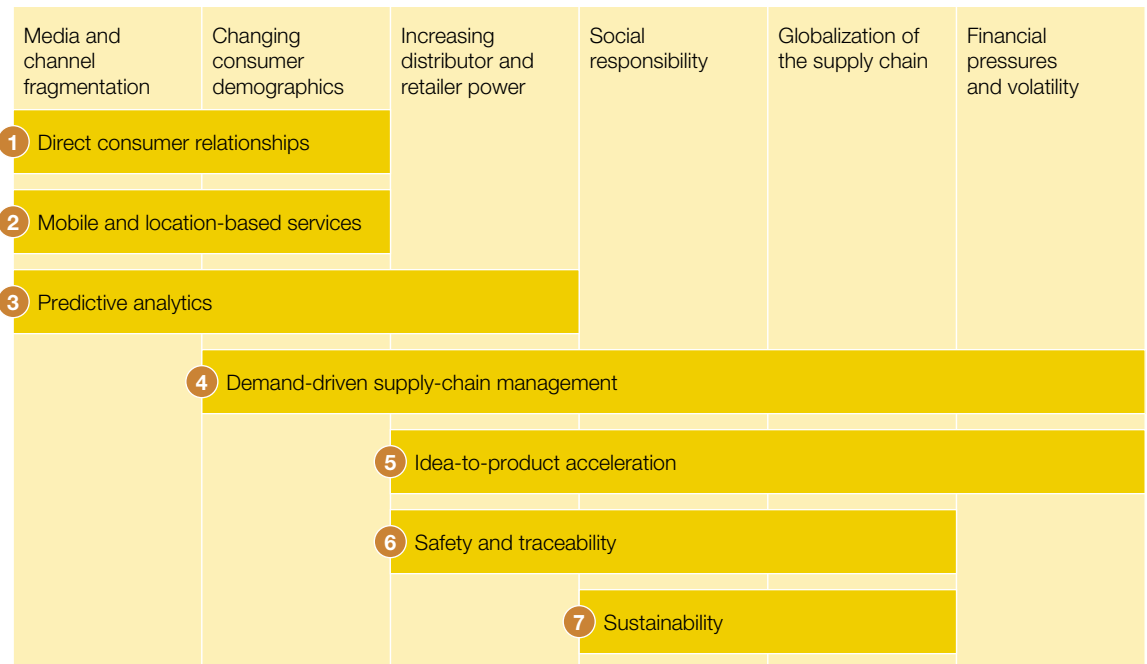 Media and
channel
fragmentation
Changing
consumer
demographics
Increasing
distributor and
retailer power
Social
responsibility
Globalization of
the supply chain
Financial
pressures
and volatility
1 Direct consumer relationships
2 Mobile and location-based services
3 Predictive analytics
4 Demand-driven supply-chain management
5 Idea-to-product acceleration
6 Safety and traceability
7 Sustainability